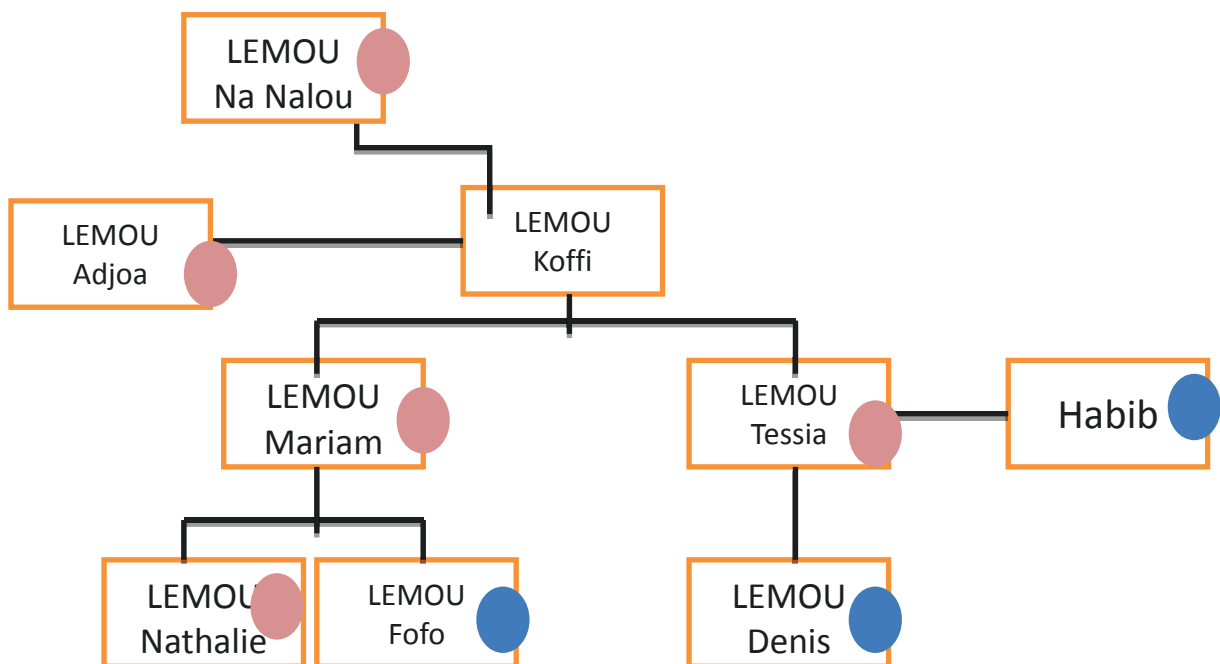 LEMOU
Na Nalou
LEMOU
Adjoa
LEMOU
Koffi
LEMOU
Mariam
LEMOU
Tessia
Habib
LEMOU
Nathalie
LEMOU
Fofo
LEMOU
Denis